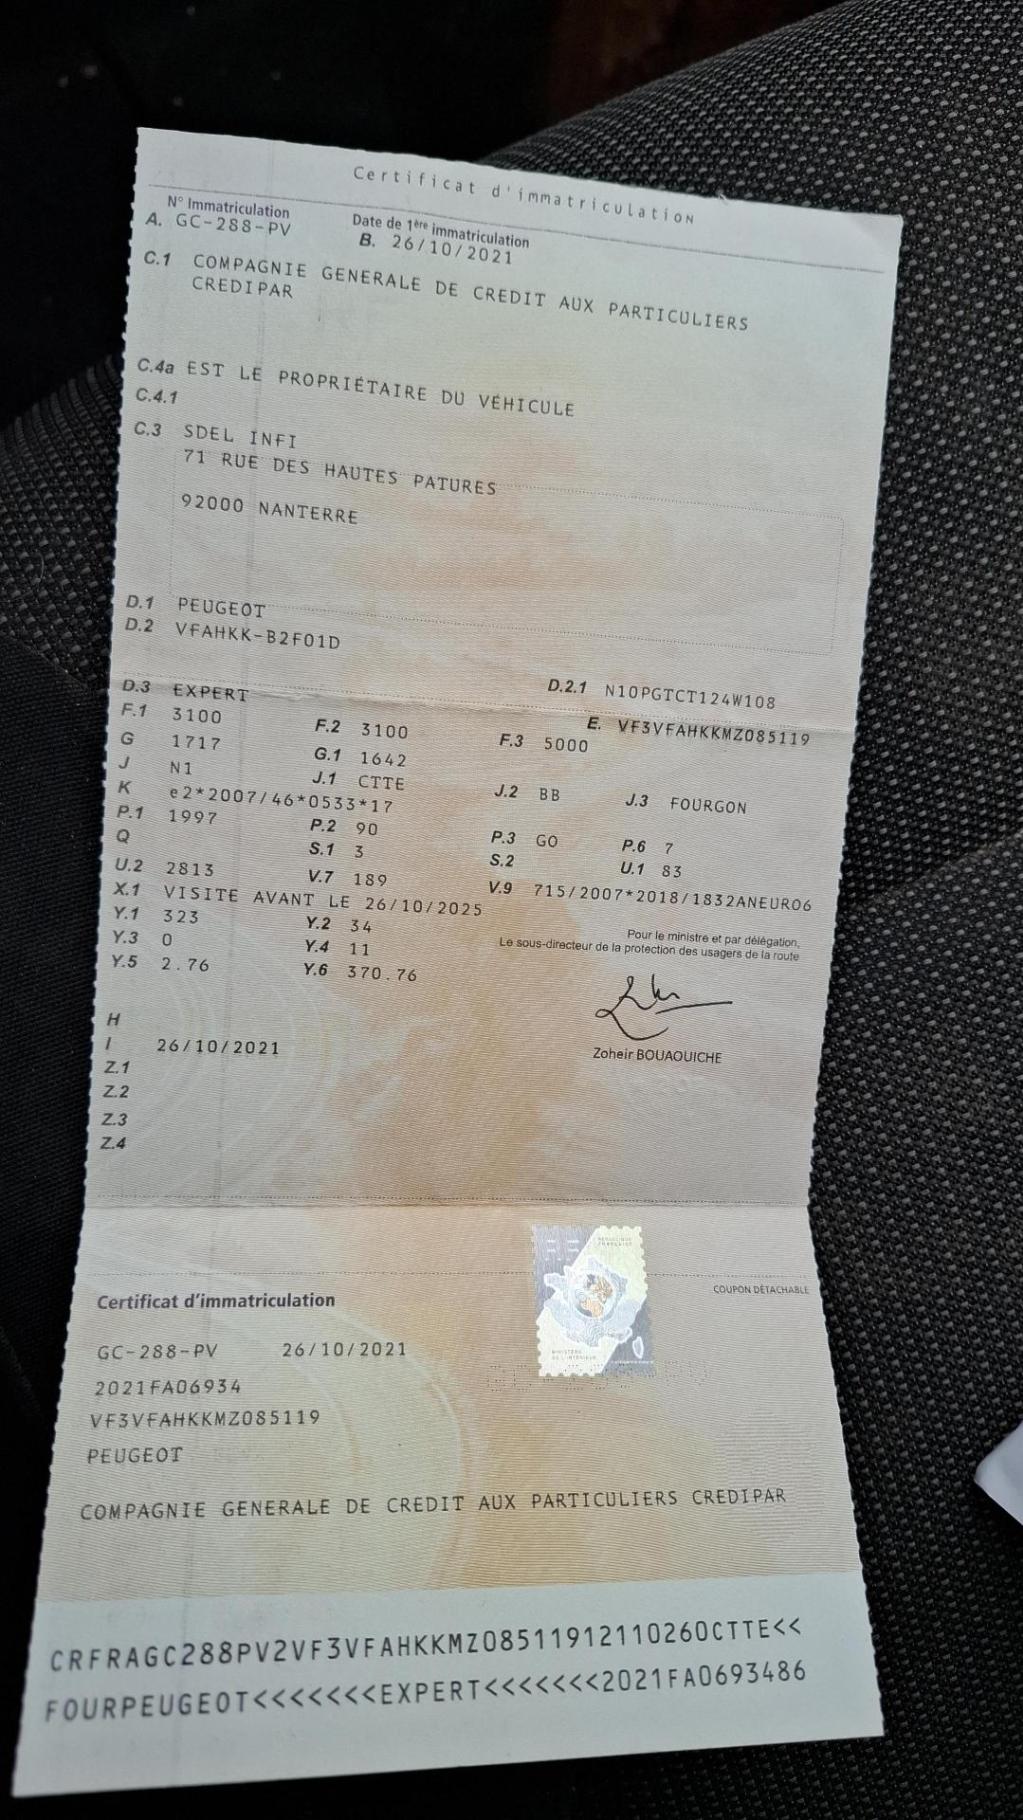 Certificat d'immatriculation
N° Immatriculation
A. GC-288-PV
Date de 1ère immatriculation
B. 26/10/2021
C.1 COMPAGNIE GENERALE DE CREDIT AUX PARTICULIERS
CREDIPAR
C.4a EST LE PROPRIÉTAIRE DU VÉHICULE
C.4.1
C.3 SDEL INFI
71 RUE DES HAUTES PATURES
92000 NANTERRE
D.1 PEUGEOT
D.2 VFAHKK-B2F01D
D.2.1 N10PGTCT124W108
D.3 EXPERT
E. VF3VFAHKKMZ085119
F.1 3100 F.2 3100 F.3 5000
G 1717 G.1 1642
J N1 J.1 CTTE J.2 BB J.3 FOURGON
K e2*2007/46*0533*17
P.1 1997 P.2 90 P.3 GO P.6 7
Q S.1 3 S.2 U.1 83
U.2 2813 V.7 189 V.9 715/2007*2018/1832ANEURO6
X.1 VISITE AVANT LE 26/10/2025
Y.1 323 Y.2 34
Y.3 0 Y.4 11
Y.5 2.76 Y.6 370.76
Pour le ministre et par délégation,
Le sous-directeur de la protection des usagers de la route
Zoheir BOUAOUICHE
H
I 26/10/2021
Z.1
Z.2
Z.3
Z.4
COUPON DÉTACHABLE
Certificat d'immatriculation
GC-288-PV 26/10/2021
2021FA06934
VF3VFAHKKMZ085119
PEUGEOT
COMPAGNIE GENERALE DE CREDIT AUX PARTICULIERS CREDIPAR
CRFRAGC288PV2VF3VFAHKKMZ0851191211026OCTTE<<
FOURPEUGEOT<<<<<<<EXPERT<<<<<<<2021FA0693486